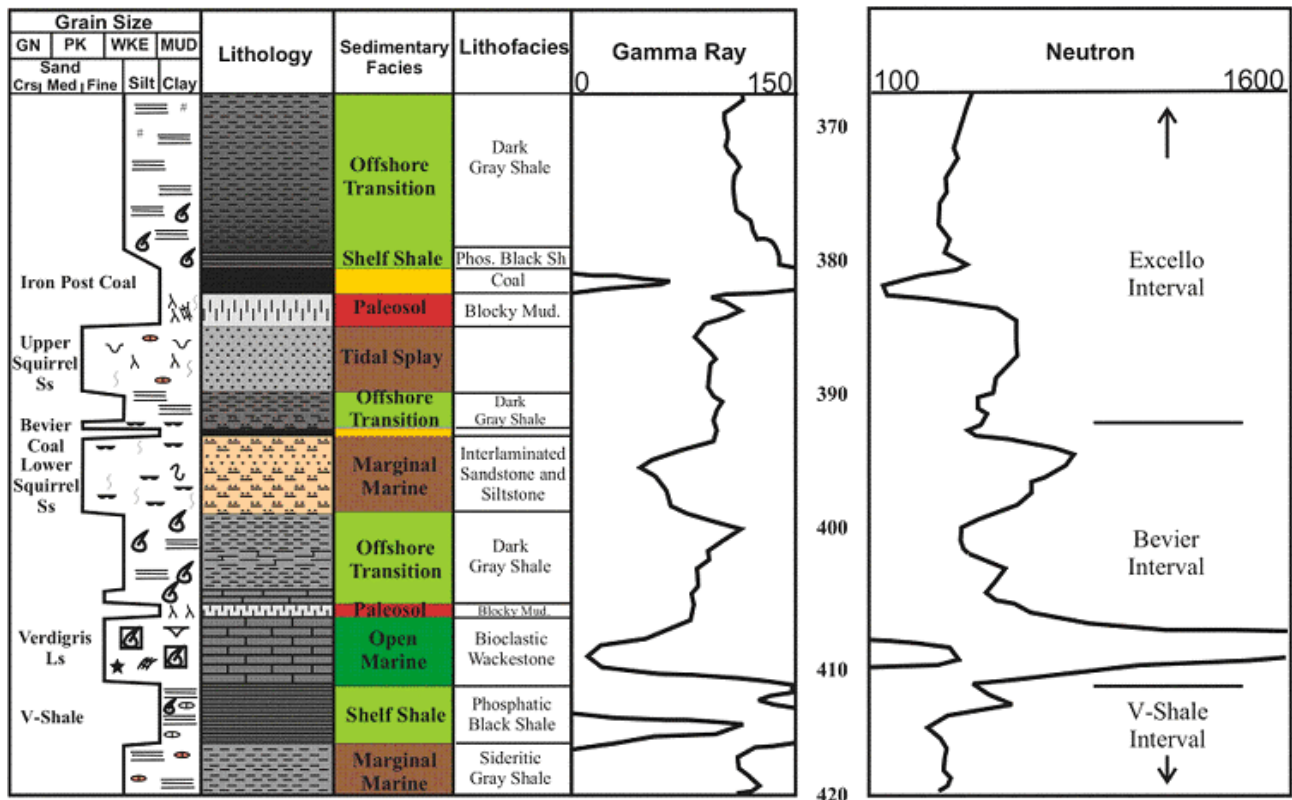 Grain Size
GN PK WKE MUD
Sand
Crs Med Fine Silt Clay
Lithology
Sedimentary
Facies
Lithofacies
Gamma Ray
0 150
Neutron
100 1600
370
380
390
400
410
420
Iron Post Coal
Upper
Squirrel
Ss
Bevier
Coal
Lower
Squirrel
Ss
Verdigris
Ls
V-Shale
Offshore
Transition
Shelf Shale
Paleosol
Tidal Splay
Offshore
Transition
Marginal
Marine
Offshore
Transition
Paleosol
Open
Marine
Shelf Shale
Marginal
Marine
Dark
Gray Shale
Phos. Black Sh
Coal
Blocky Mud.
Dark
Gray Shale
Interlaminated
Sandstone and
Siltstone
Dark
Gray Shale
Blocky Mud.
Bioclastic
Wackestone
Phosphatic
Black Shale
Sideritic
Gray Shale
Excello
Interval
Bevier
Interval
V-Shale
Interval